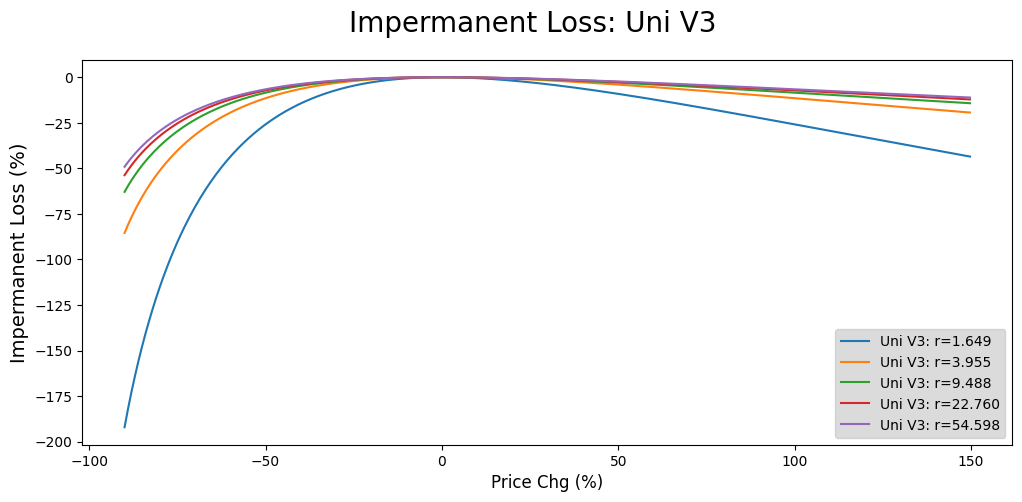 Impermanent Loss: Uni V3
Impermanent Loss (%)
0
−25
−50
−75
−100
−125
−150
−175
−200
−100
−50
0
50
100
150
Price Chg (%)
Uni V3: r=1.649
Uni V3: r=3.955
Uni V3: r=9.488
Uni V3: r=22.760
Uni V3: r=54.598